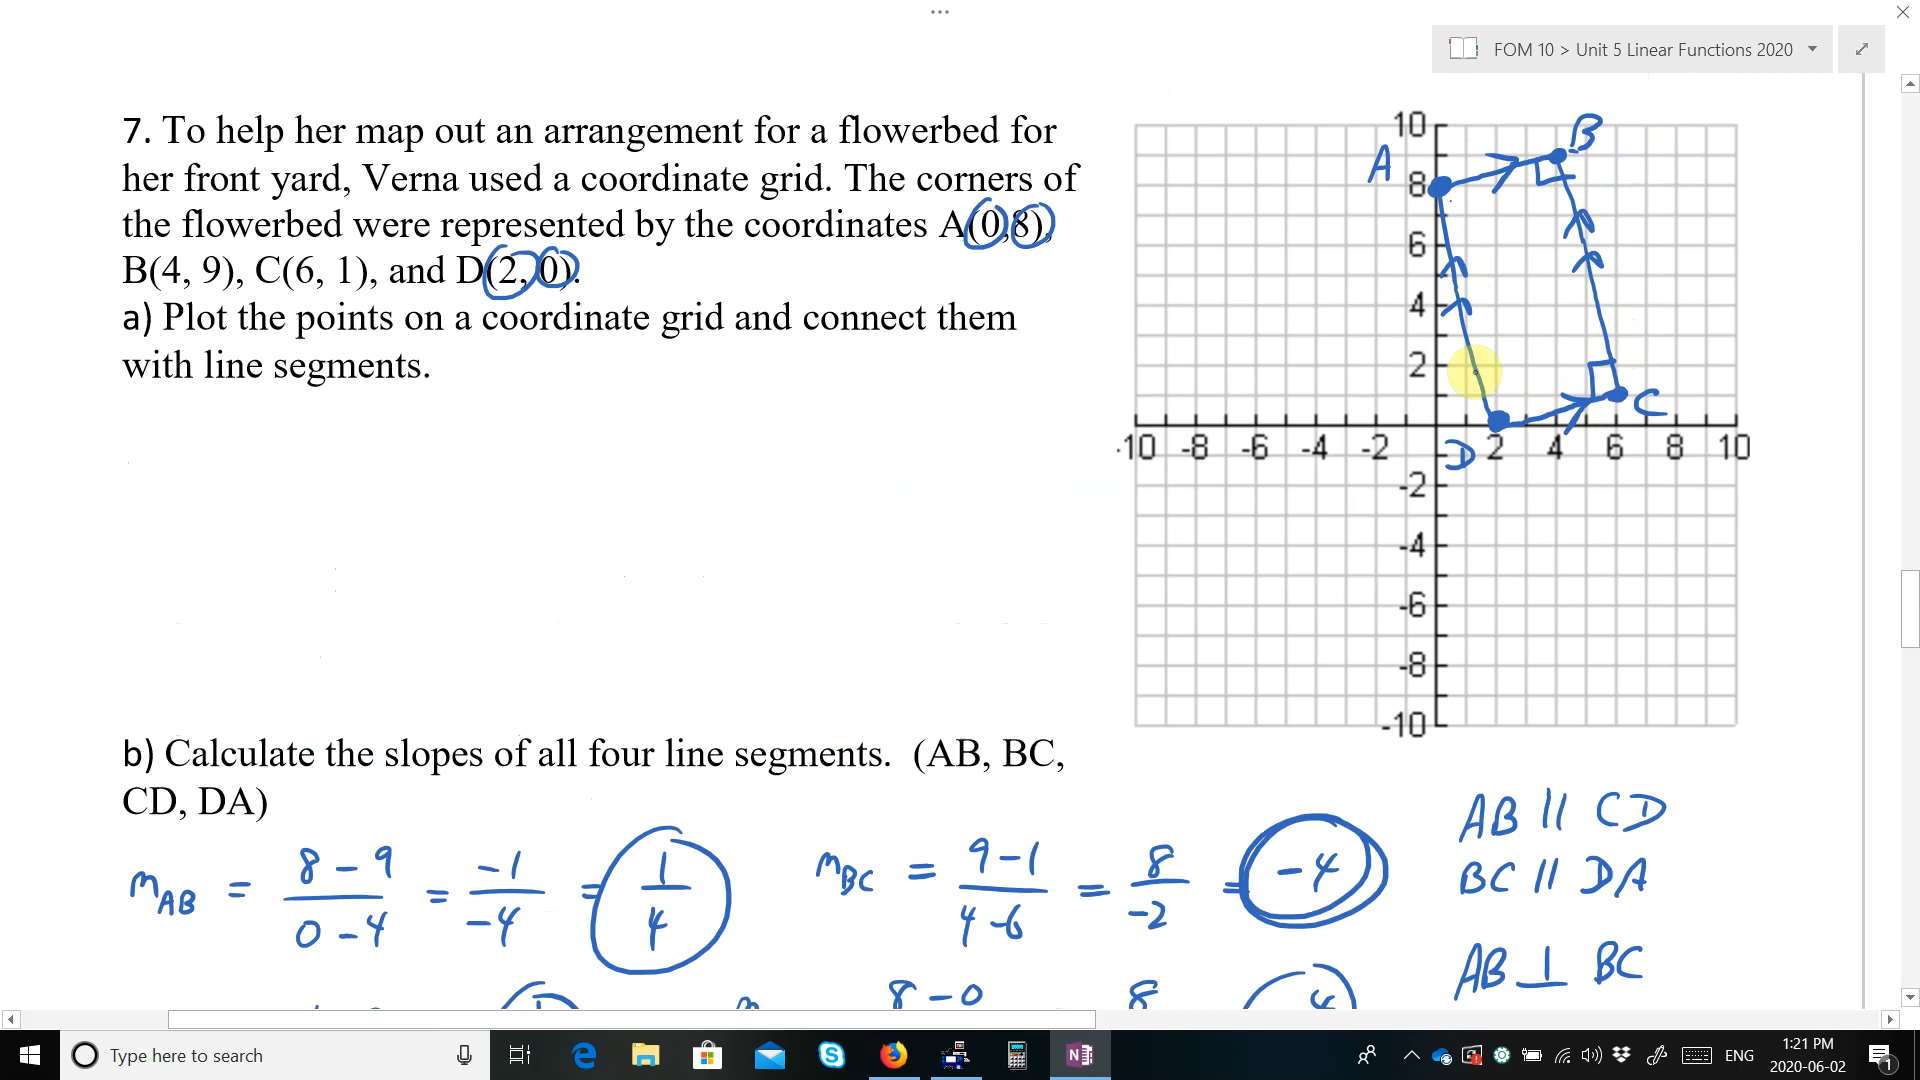 ...
FOM 10 > Unit 5 Linear Functions 2020
7. To help her map out an arrangement for a flowerbed for
her front yard, Verna used a coordinate grid. The corners of
the flowerbed were represented by the coordinates A(0,8),
B(4, 9), C(6, 1), and D(2, 0).
a) Plot the points on a coordinate grid and connect them
with line segments.
10
B
A
8
6
4
2
C
-10 -8 -6 -4 -2 D 2 4 6 8 10
-2
-4
-6
-8
-10
b) Calculate the slopes of all four line segments. (AB, BC,
CD, DA)
m_AB = (8 - 9)/(0 - 4) = -1/-4 = 1/4
m_BC = (9 - 1)/(4 - 6) = 8/-2 = -4
AB || CD
BC || DA
AB ⊥ BC
8 - 0 8
Type here to search
ENG
1:21 PM
2020-06-02
1